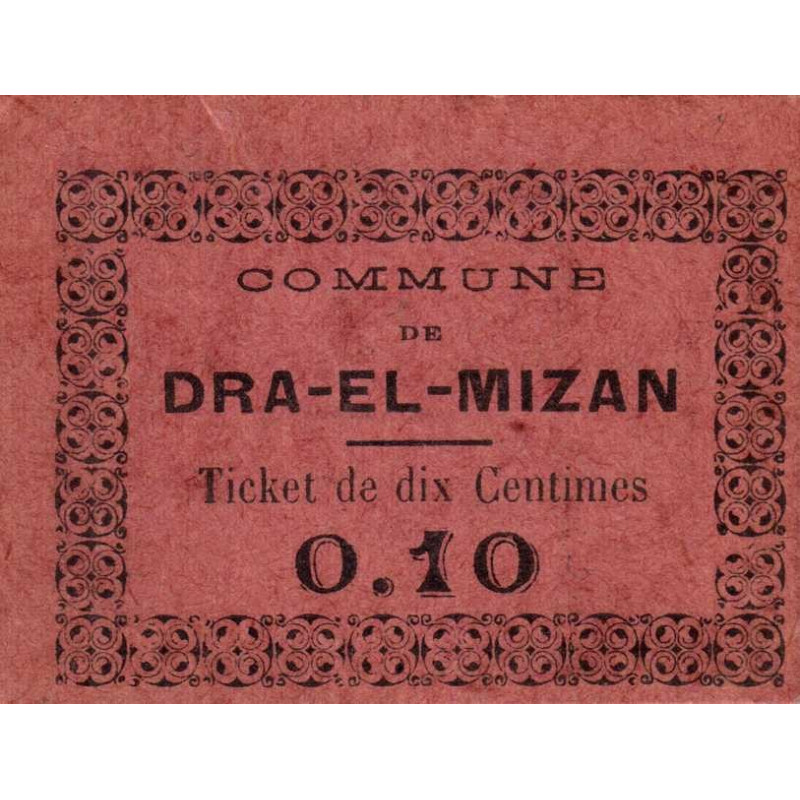 COMMUNE
DE
DRA-EL-MIZAN
Ticket de dix Centimes
0.10